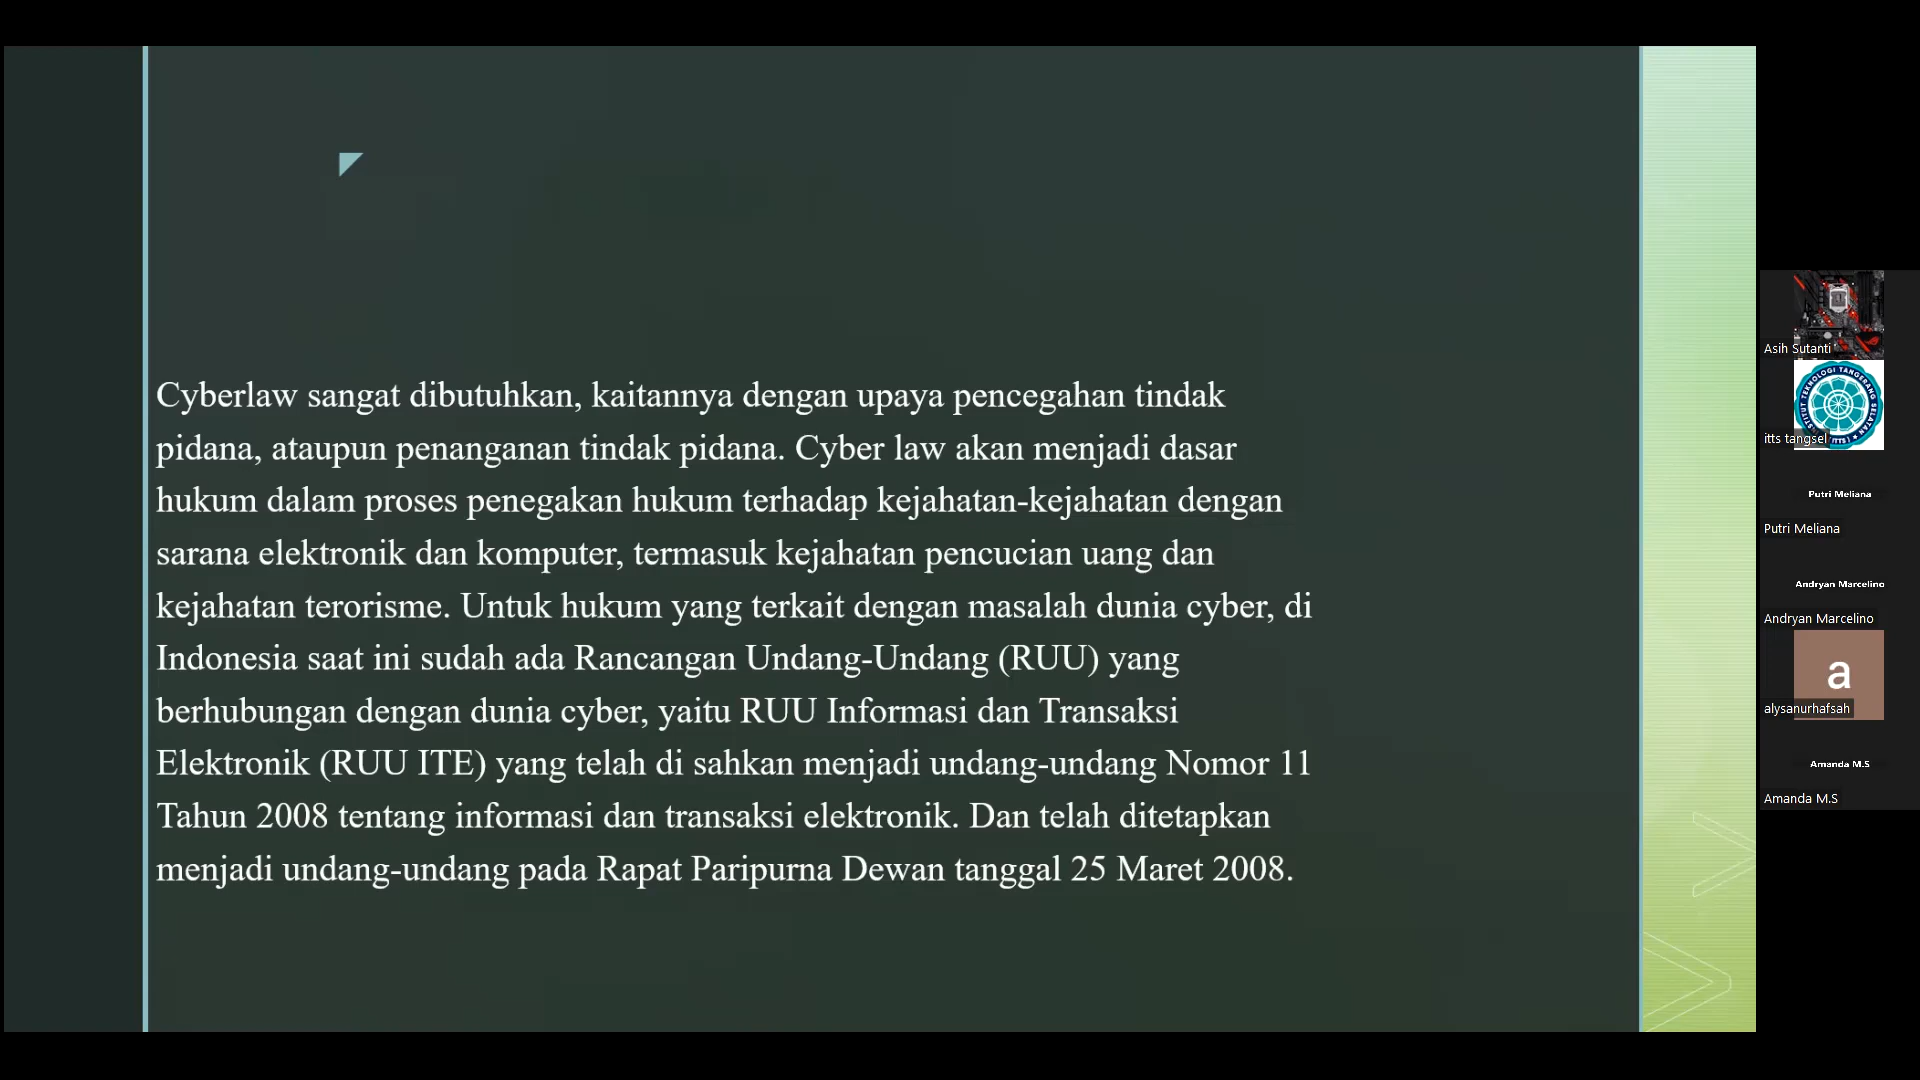 Cyberlaw sangat dibutuhkan, kaitannya dengan upaya pencegahan tindak
pidana, ataupun penanganan tindak pidana. Cyber law akan menjadi dasar
hukum dalam proses penegakan hukum terhadap kejahatan-kejahatan dengan
sarana elektronik dan komputer, termasuk kejahatan pencucian uang dan
kejahatan terorisme. Untuk hukum yang terkait dengan masalah dunia cyber, di
Indonesia saat ini sudah ada Rancangan Undang-Undang (RUU) yang
berhubungan dengan dunia cyber, yaitu RUU Informasi dan Transaksi
Elektronik (RUU ITE) yang telah di sahkan menjadi undang-undang Nomor 11
Tahun 2008 tentang informasi dan transaksi elektronik. Dan telah ditetapkan
menjadi undang-undang pada Rapat Paripurna Dewan tanggal 25 Maret 2008.
Asih Sutanti
INSTITUT TEKNOLOGI TANGERANG SELATAN
(ITTS)
itts tangsel
Putri Meliana
Putri Meliana
Andryan Marcelino
Andryan Marcelino
a
alysanurhafsah
Amanda M.S
Amanda M.S